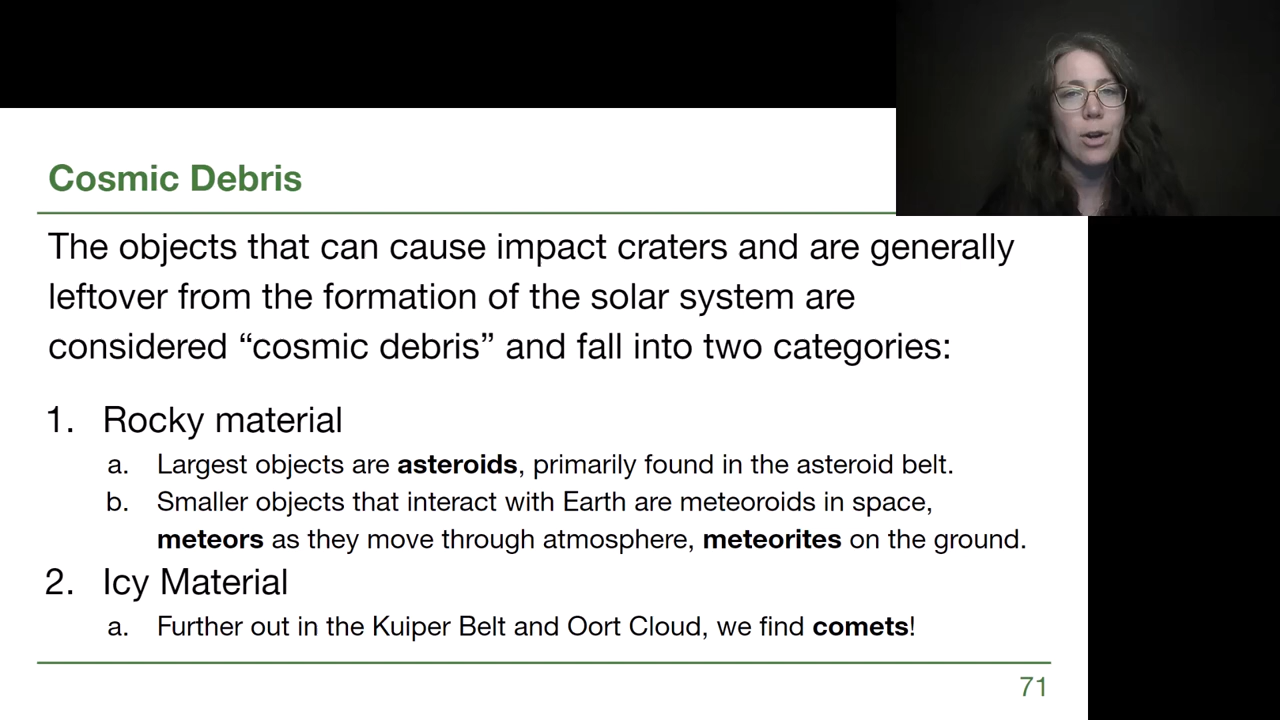 Cosmic Debris
The objects that can cause impact craters and are generally
leftover from the formation of the solar system are
considered “cosmic debris” and fall into two categories:
1. Rocky material
a. Largest objects are asteroids, primarily found in the asteroid belt.
b. Smaller objects that interact with Earth are meteoroids in space,
meteors as they move through atmosphere, meteorites on the ground.
2. Icy Material
a. Further out in the Kuiper Belt and Oort Cloud, we find comets!
71